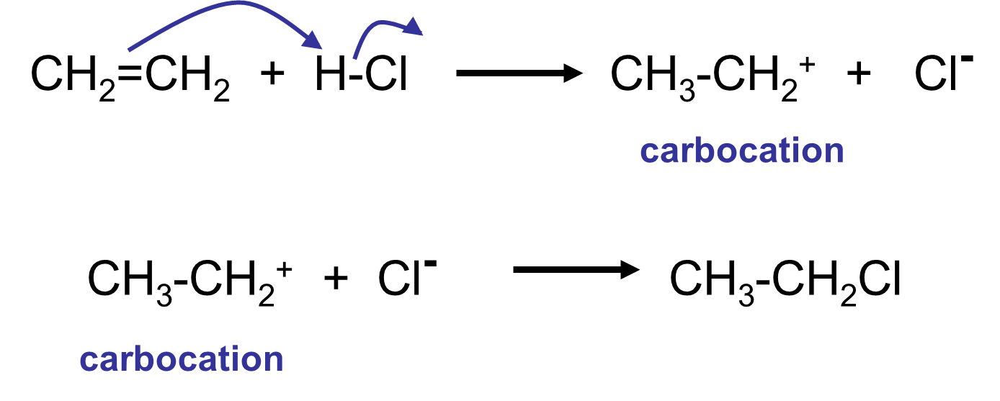 CH₂=CH₂ + H-Cl ⟶ CH₃-CH₂⁺ + Cl⁻
carbocation
CH₃-CH₂⁺ + Cl⁻ ⟶ CH₃-CH₂Cl
carbocation